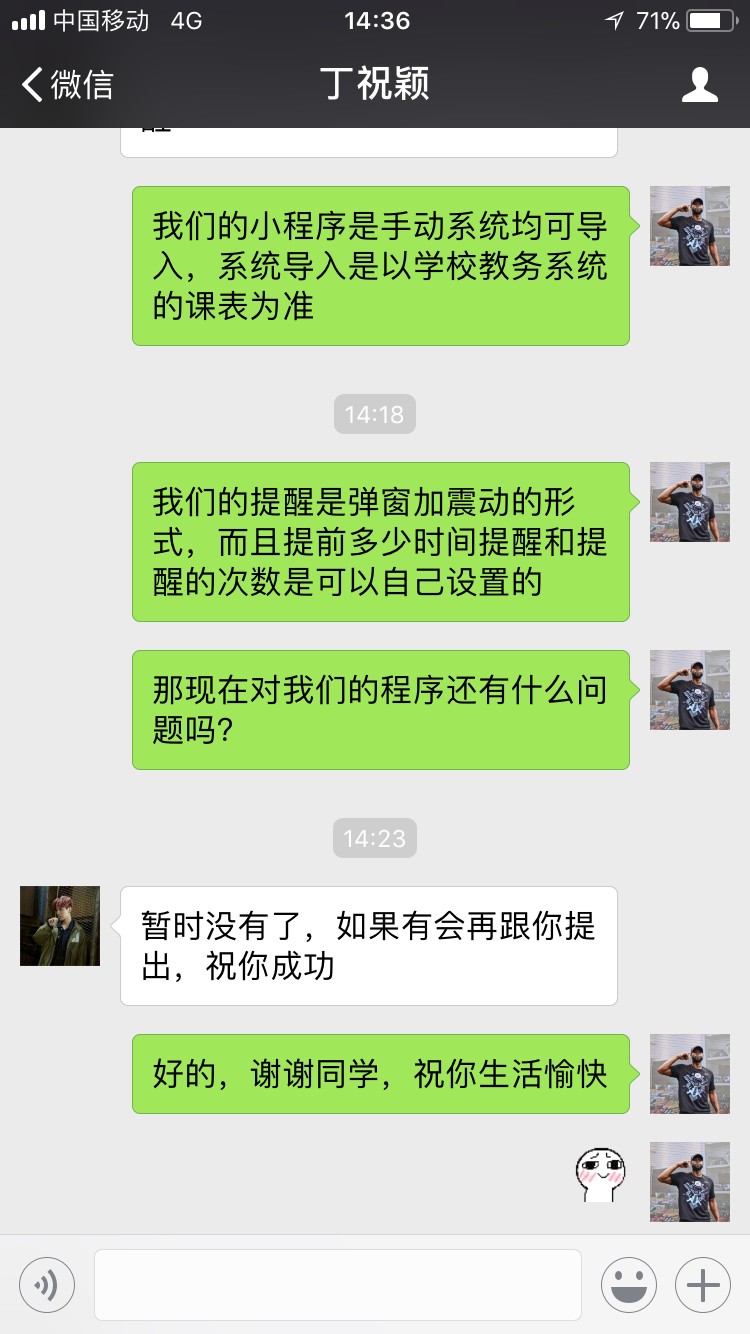 中国移动 4G 14:36 71%
微信 丁祝颖
我们的小程序是手动系统均可导
入，系统导入是以学校教务系统
的课表为准
14:18
我们的提醒是弹窗加震动的形
式，而且提前多少时间提醒和提
醒的次数是可以自己设置的
那现在对我们的程序还有什么问
题吗?
14:23
暂时没有了，如果有会再跟你提
出，祝你成功
好的，谢谢同学，祝你生活愉快